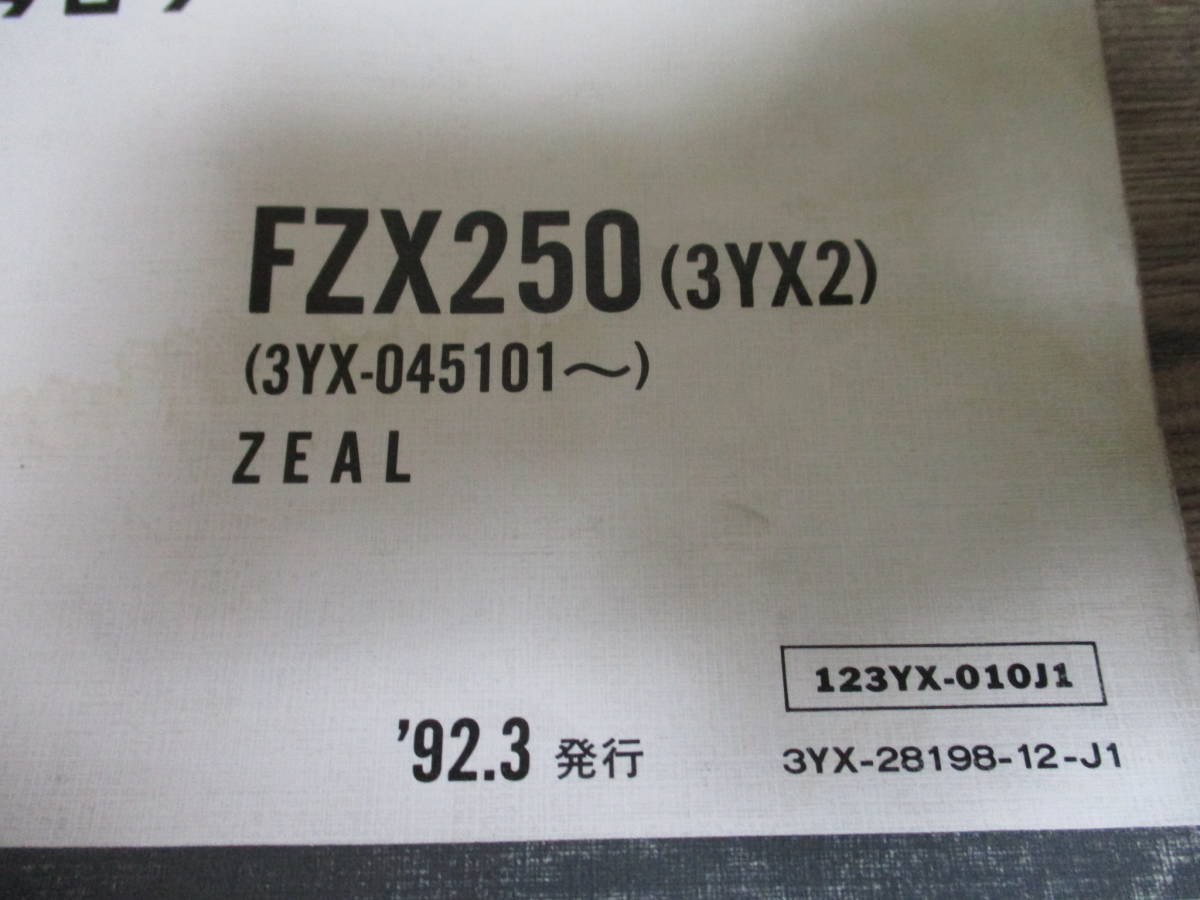 FZX250 (3YX2)
(3YX-045101〜)
ZEAL
123YX-010J1
'92.3 発行
3YX-28198-12-J1